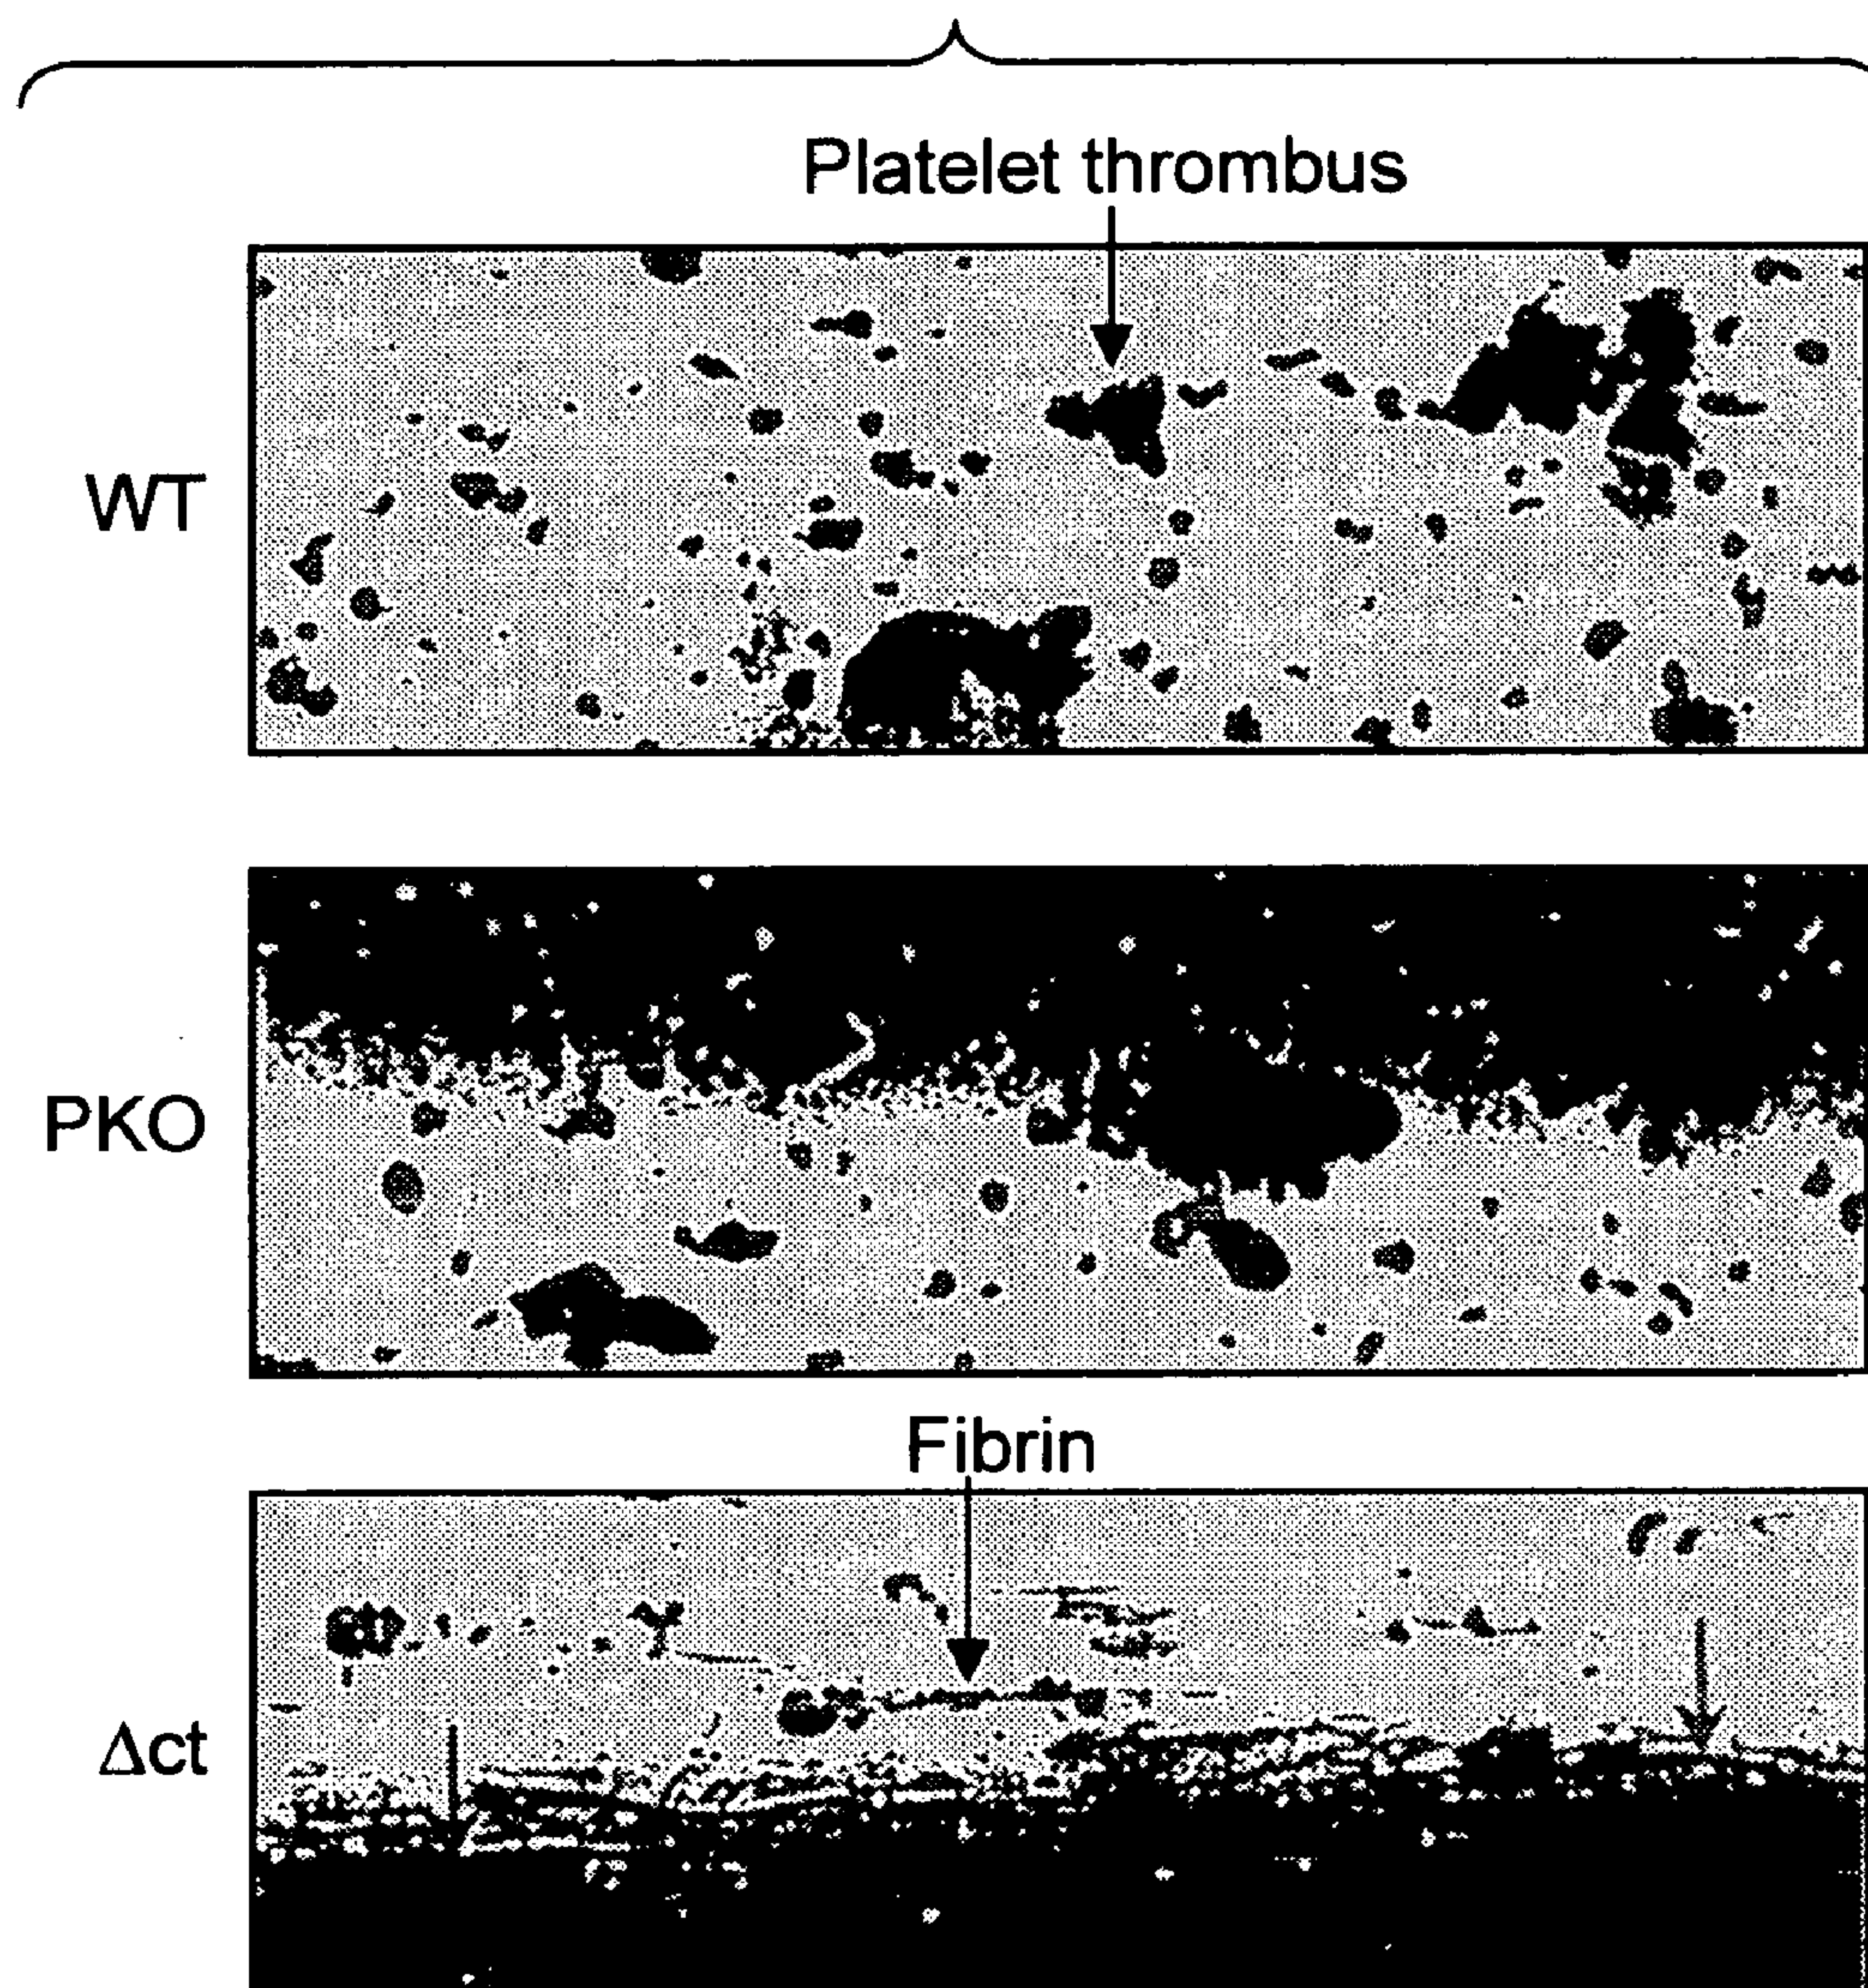 Platelet thrombus
WT
PKO
Fibrin
Δct